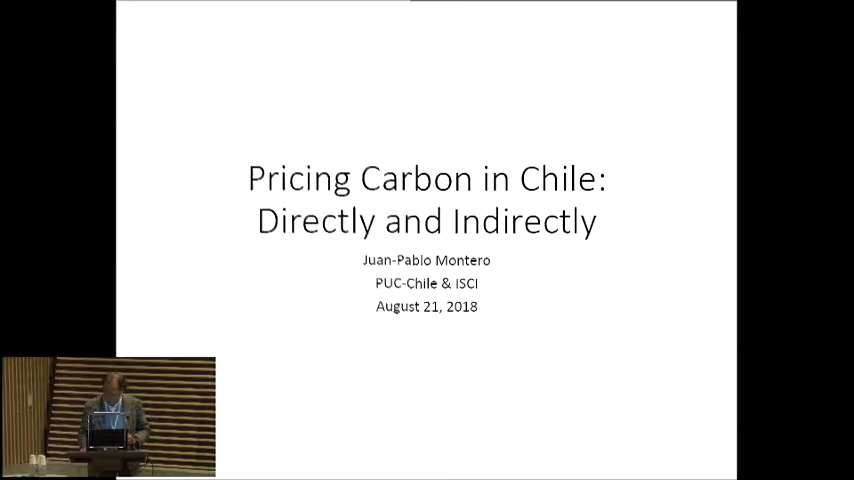 Pricing Carbon in Chile:
Directly and Indirectly
Juan-Pablo Montero
PUC-Chile & ISCI
August 21, 2018